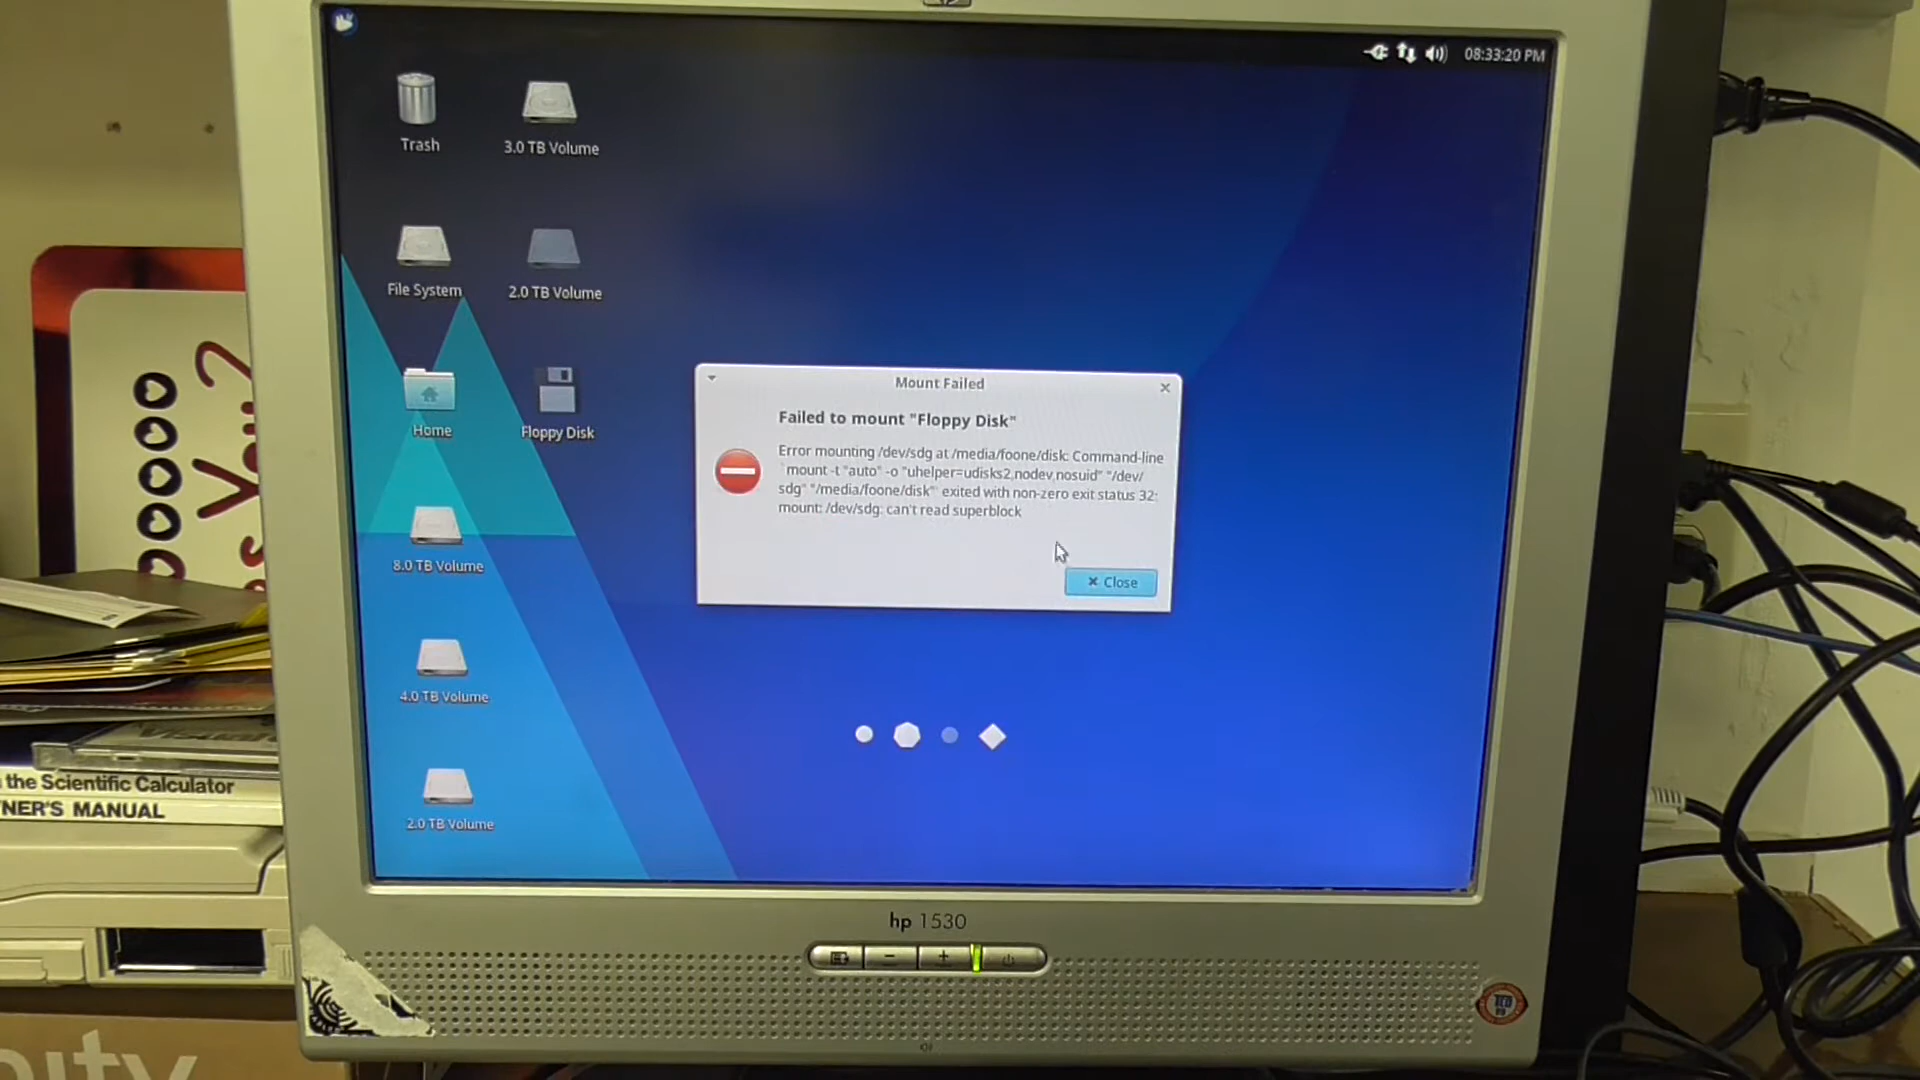 08:33:20 PM
Trash
3.0 TB Volume
File System
2.0 TB Volume
Home
Floppy Disk
8.0 TB Volume
4.0 TB Volume
2.0 TB Volume
Mount Failed
Failed to mount "Floppy Disk"
Error mounting /dev/sdg at /media/foone/disk: Command-line
`mount -t "auto" -o "uhelper=udisks2,nodev,nosuid" "/dev/
sdg" "/media/foone/disk"' exited with non-zero exit status 32:
mount: /dev/sdg: can't read superblock
Close
hp 1530
You?
the Scientific Calculator
NER'S MANUAL
nity